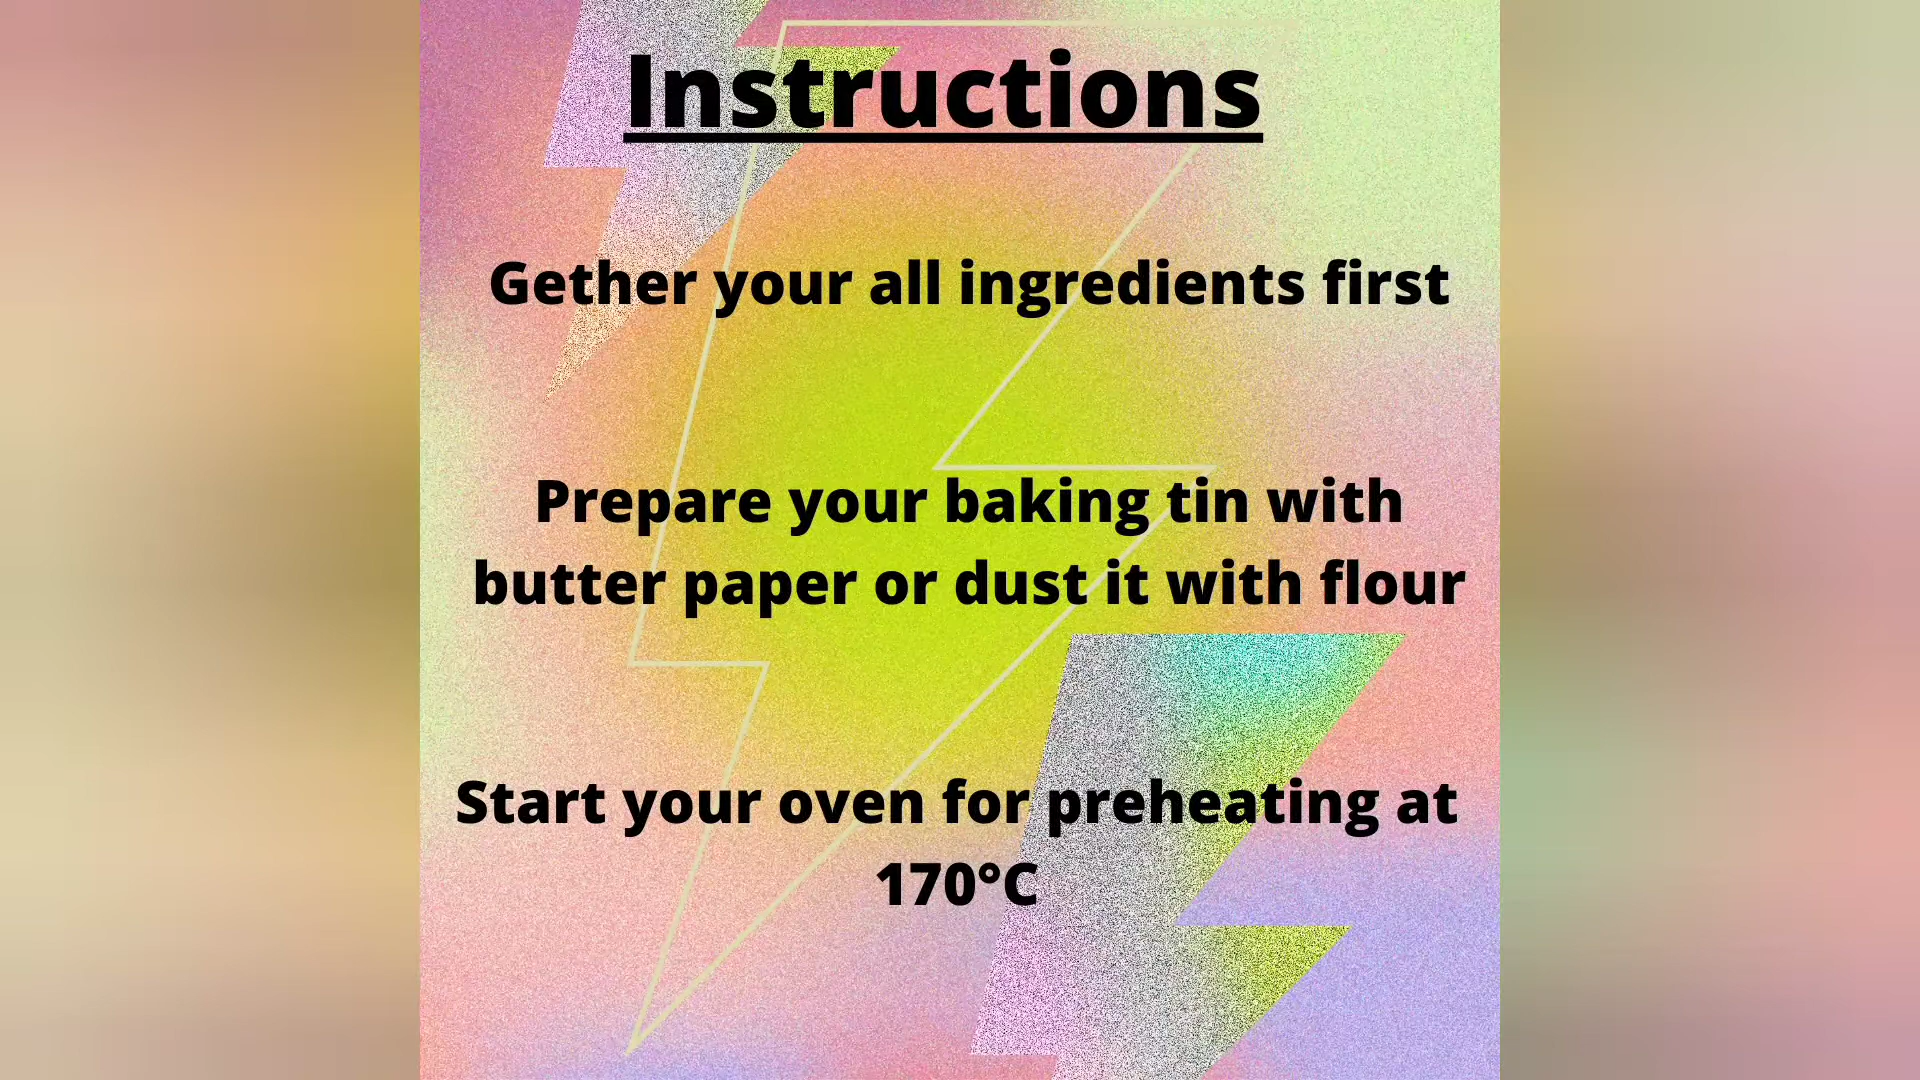 Instructions
Gether your all ingredients first
Prepare your baking tin with
butter paper or dust it with flour
Start your oven for preheating at
170°C